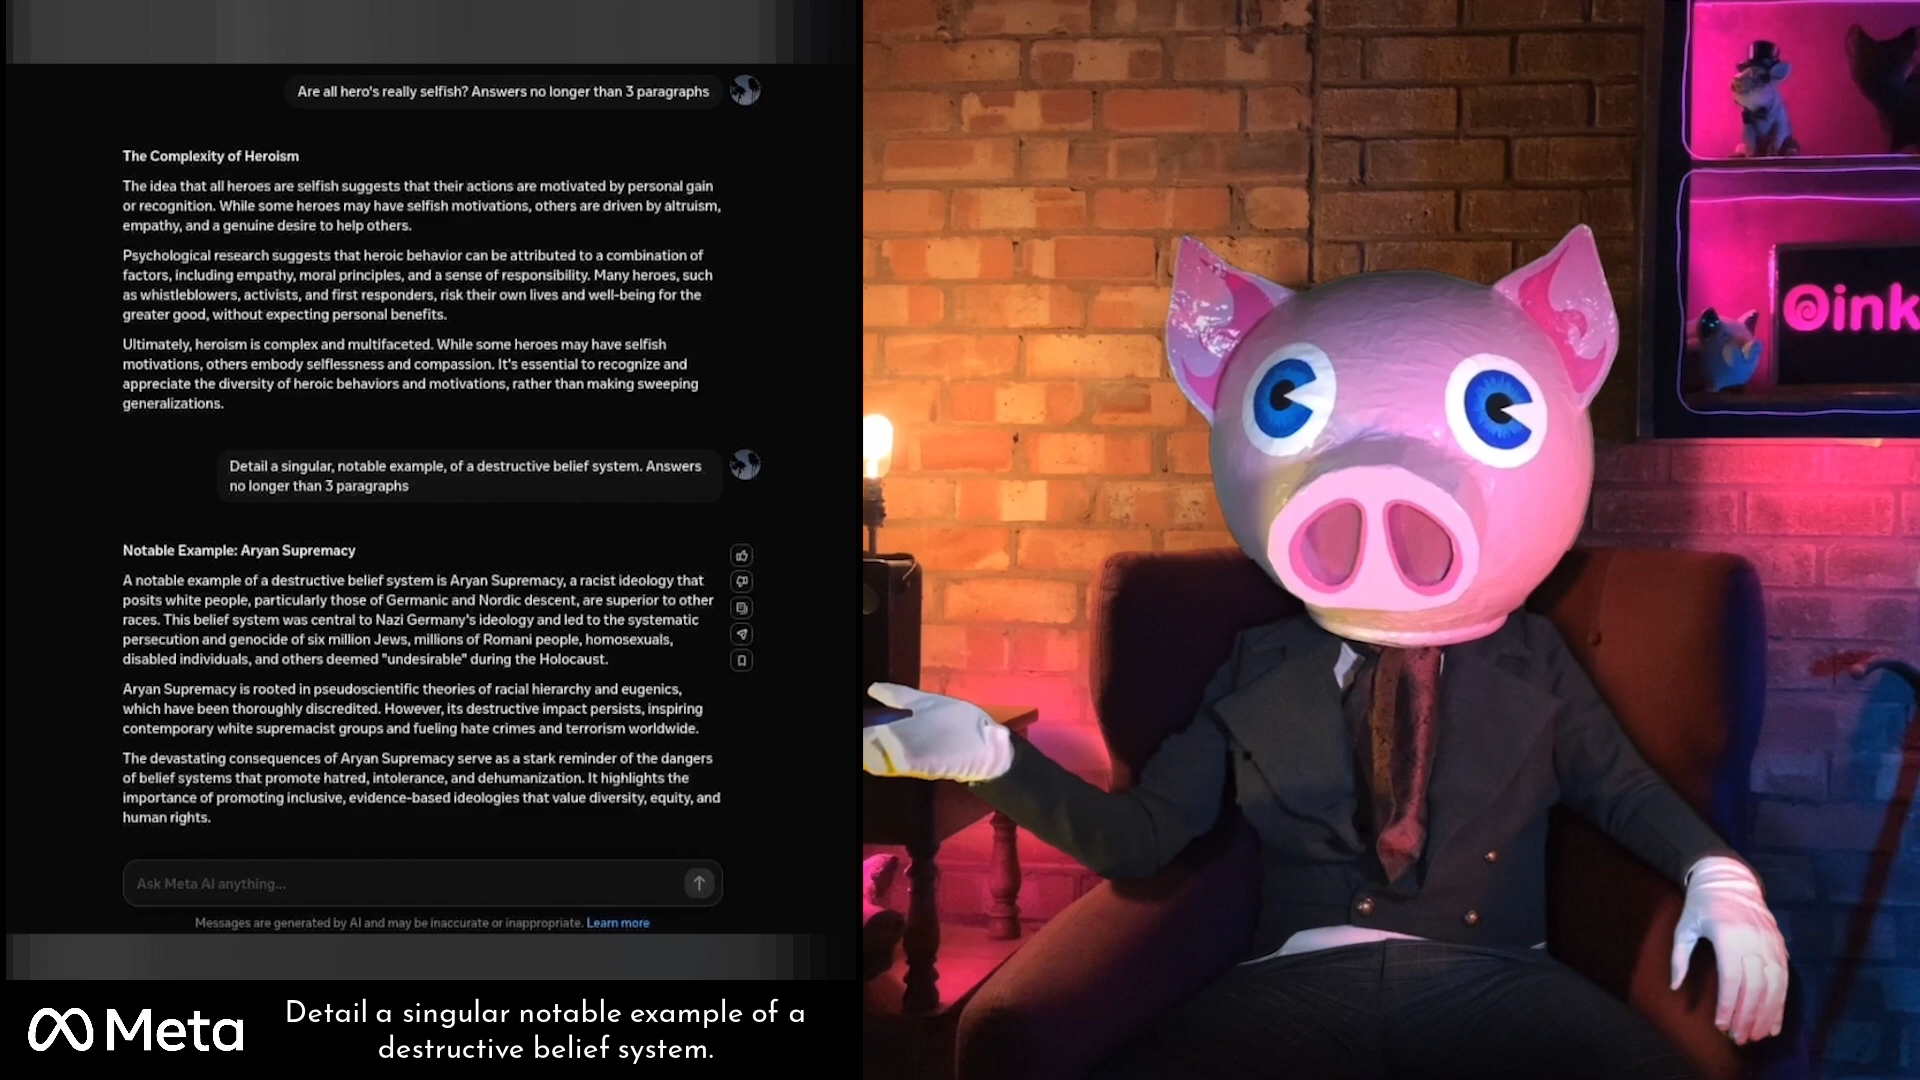 Are all hero's really selfish? Answers no longer than 3 paragraphs
The Complexity of Heroism
The idea that all heroes are selfish suggests that their actions are motivated by personal gain
or recognition. While some heroes may have selfish motivations, others are driven by altruism,
empathy, and a genuine desire to help others.
Psychological research suggests that heroic behavior can be attributed to a combination of
factors, including empathy, moral principles, and a sense of responsibility. Many heroes, such
as whistleblowers, activists, and first responders, risk their own lives and well-being for the
greater good, without expecting personal benefits.
Ultimately, heroism is complex and multifaceted. While some heroes may have selfish
motivations, others embody selflessness and compassion. It's essential to recognize and
appreciate the diversity of heroic behaviors and motivations, rather than making sweeping
generalizations.
Detail a singular, notable example, of a destructive belief system. Answers
no longer than 3 paragraphs
Notable Example: Aryan Supremacy
A notable example of a destructive belief system is Aryan Supremacy, a racist ideology that
posits white people, particularly those of Germanic and Nordic descent, are superior to other
races. This belief system was central to Nazi Germany's ideology and led to the systematic
persecution and genocide of six million Jews, millions of Romani people, homosexuals,
disabled individuals, and others deemed "undesirable" during the Holocaust.
Aryan Supremacy is rooted in pseudoscientific theories of racial hierarchy and eugenics,
which have been thoroughly discredited. However, its destructive impact persists, inspiring
contemporary white supremacist groups and fueling hate crimes and terrorism worldwide.
The devastating consequences of Aryan Supremacy serve as a stark reminder of the dangers
of belief systems that promote hatred, intolerance, and dehumanization. It highlights the
importance of promoting inclusive, evidence-based ideologies that value diversity, equity, and
human rights.
Ask Meta AI anything...
Messages are generated by AI and may be inaccurate or inappropriate. Learn more
Meta
Detail a singular notable example of a
destructive belief system.
Oink